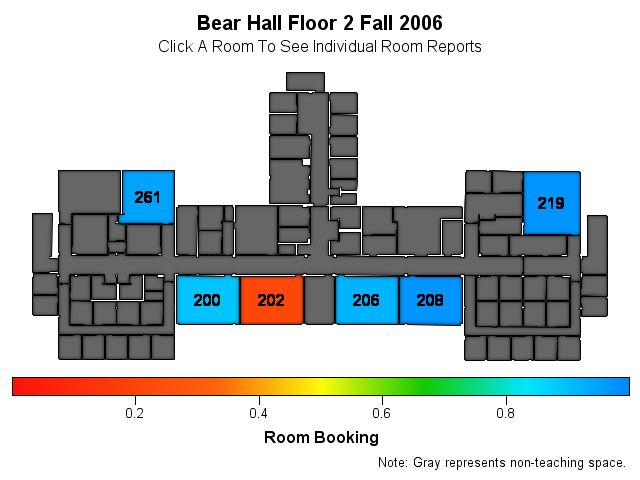 Bear Hall Floor 2 Fall 2006
Click A Room To See Individual Room Reports
261
219
200 202 206 208
0.2 0.4 0.6 0.8
Room Booking
Note: Gray represents non-teaching space.